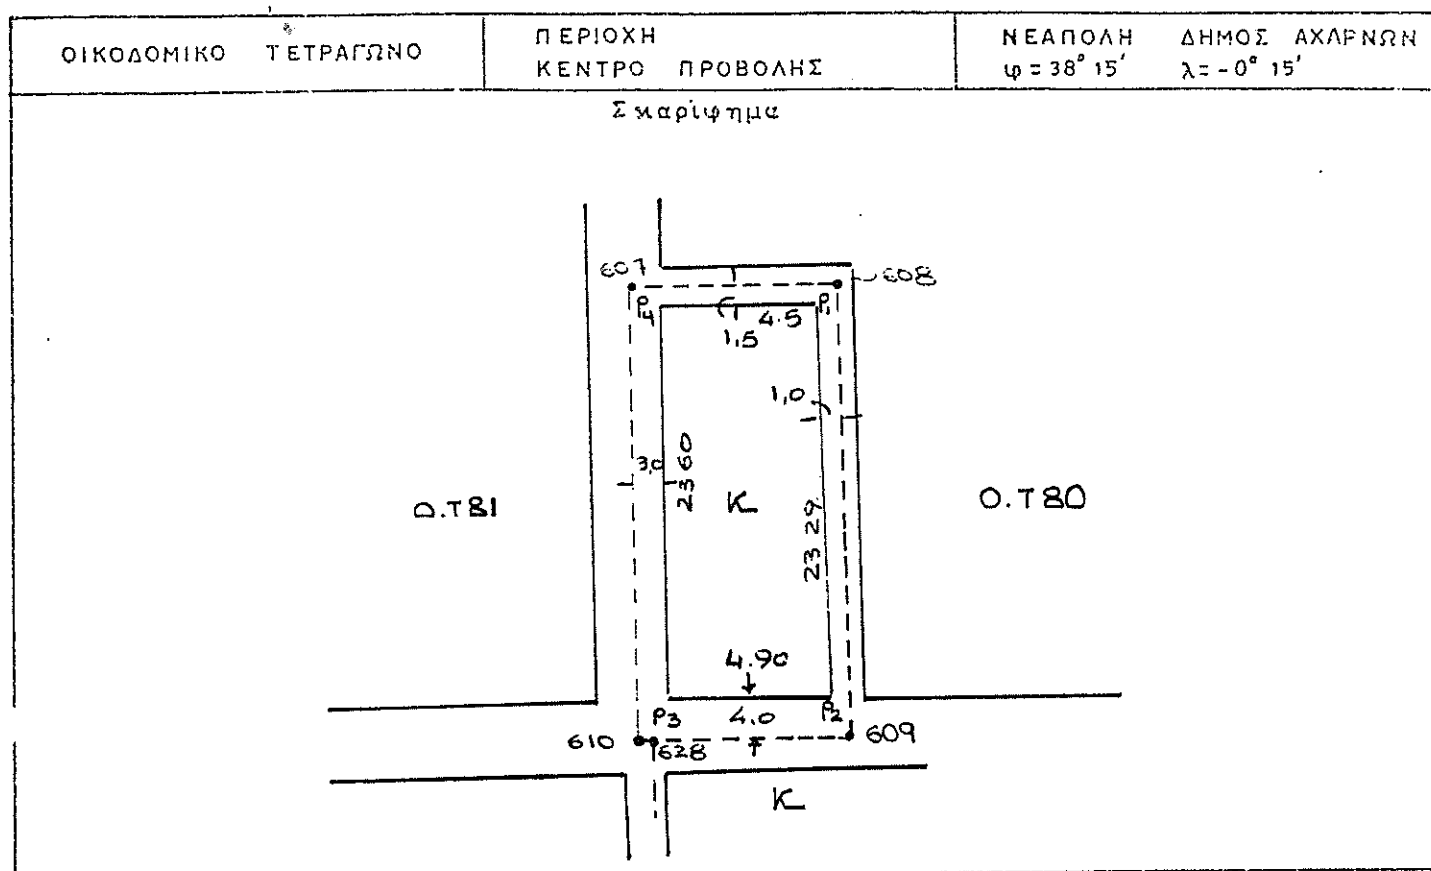 ΟΙΚΟΔΟΜΙΚΟ ΤΕΤΡΑΓΩΝΟ
ΠΕΡΙΟΧΗ
ΚΕΝΤΡΟ ΠΡΟΒΟΛΗΣ
ΝΕΑΠΟΛΗ ΔΗΜΟΣ ΑΧΑΡΝΩΝ
φ = 38° 15′ λ = -0° 15′
Σκαρίφημα
607
608
P4
4.5
P1
1,5
1,0
3,0
23 60
K
23 29
Ο.Τ81
Ο.Τ80
4.90
P3
4.0
P2
610
628
609
K